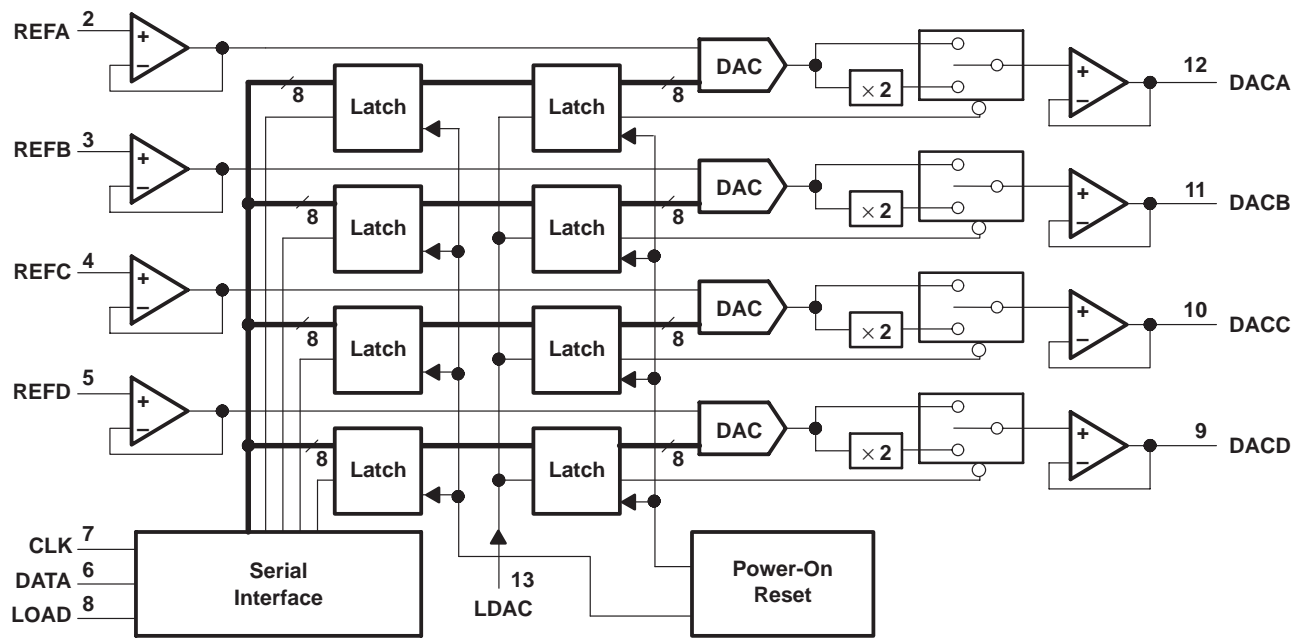 REFA 2
+
−
8
Latch
Latch
8
DAC
× 2
+
−
12
DACA
REFB 3
+
−
8
Latch
Latch
8
DAC
× 2
+
−
11
DACB
REFC 4
+
−
8
Latch
Latch
8
DAC
× 2
+
−
10
DACC
REFD 5
+
−
8
Latch
Latch
8
DAC
× 2
+
−
9
DACD
CLK 7
DATA 6
LOAD 8
Serial
Interface
13
LDAC
Power-On
Reset